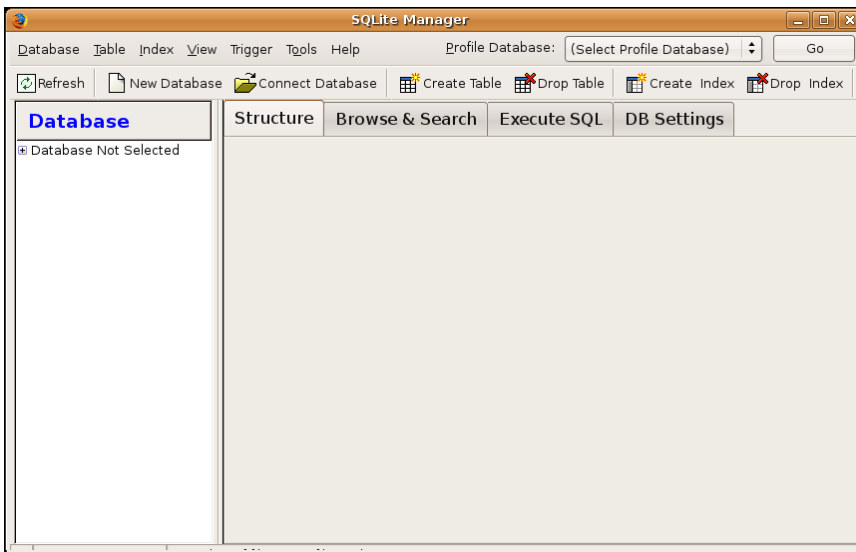 SQLite Manager
Database Table Index View Trigger Tools Help Profile Database: (Select Profile Database) Go
Refresh New Database Connect Database Create Table Drop Table Create Index Drop Index
Database Structure Browse & Search Execute SQL DB Settings
Database Not Selected